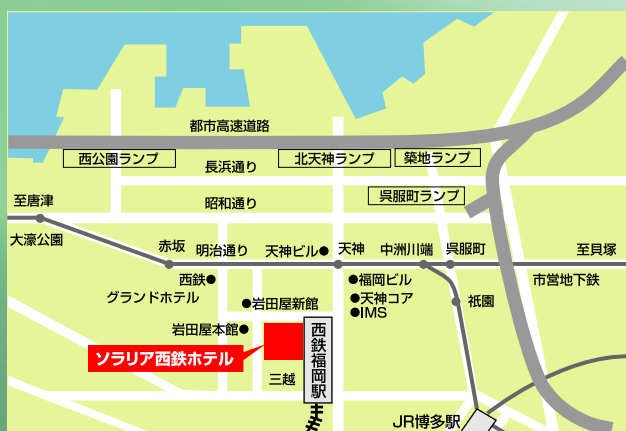 都市高速道路
西公園ランプ
北天神ランプ
築地ランプ
長浜通り
呉服町ランプ
至唐津
昭和通り
大濠公園
赤坂
明治通り
天神ビル●
天神
中洲川端
呉服町
至貝塚
西鉄●
グランドホテル
●福岡ビル
市営地下鉄
●天神コア
●IMS
祇園
●岩田屋新館
岩田屋本館●
ソラリア西鉄ホテル
西鉄福岡駅
三越
JR博多駅